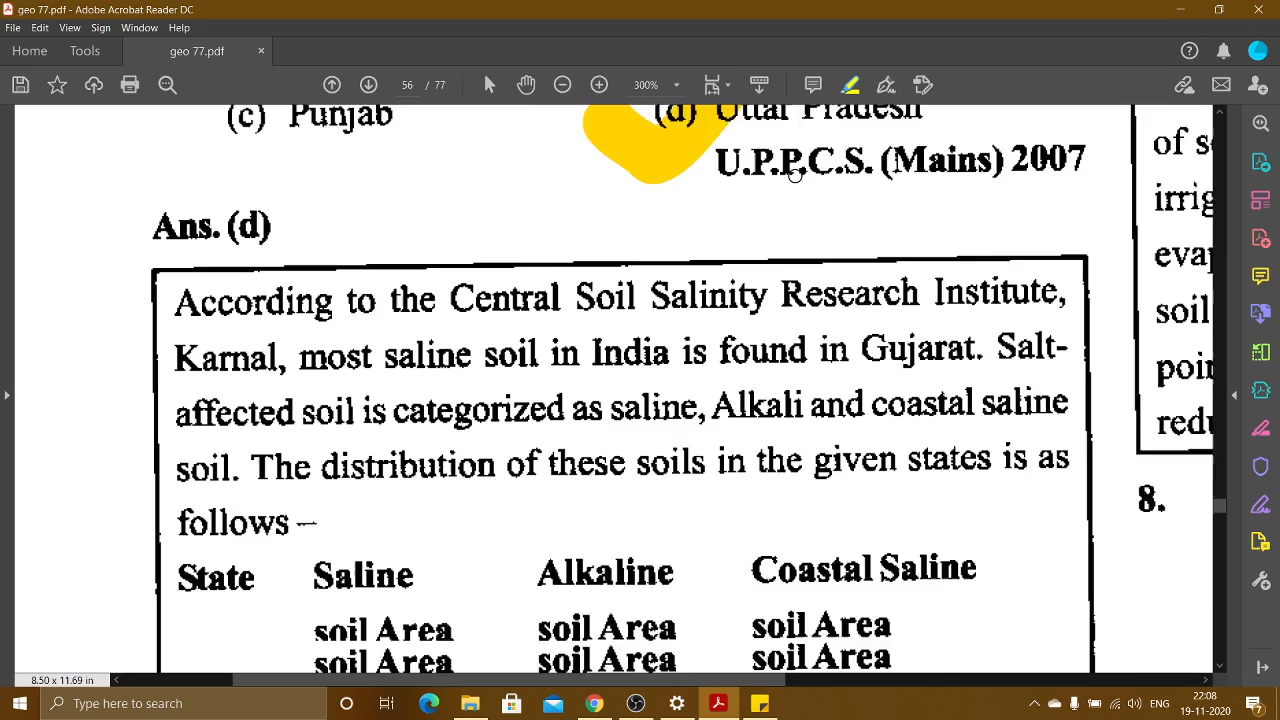 geo 77.pdf - Adobe Acrobat Reader DC
File Edit View Sign Window Help
Home Tools geo 77.pdf ×
56 / 77 300%
(c) Punjab (d) Uttar Pradesh
U.P.P.C.S. (Mains) 2007
Ans. (d)
According to the Central Soil Salinity Research Institute,
Karnal, most saline soil in India is found in Gujarat. Salt-
affected soil is categorized as saline, Alkali and coastal saline
soil. The distribution of these soils in the given states is as
follows –
State Saline Alkaline Coastal Saline
soil Area soil Area soil Area
soil Area soil Area soil Area
of s
irrig
eva
soil
poin
redu
8.
8.50 x 11.69 in
Type here to search
22:08
19-11-2020
7